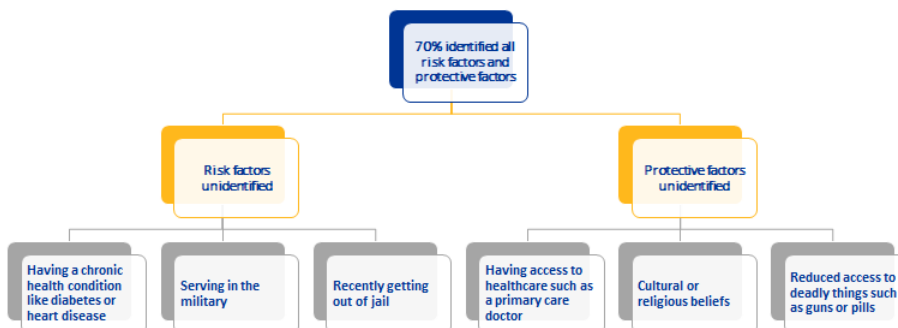 70% identified all
risk factors and
protective factors
Risk factors
unidentified
Protective factors
unidentified
Having a chronic
health condition
like diabetes or
heart disease
Serving in the
military
Recently getting
out of jail
Having access to
healthcare such as
a primary care
doctor
Cultural or
religious beliefs
Reduced access to
deadly things such
as guns or pills